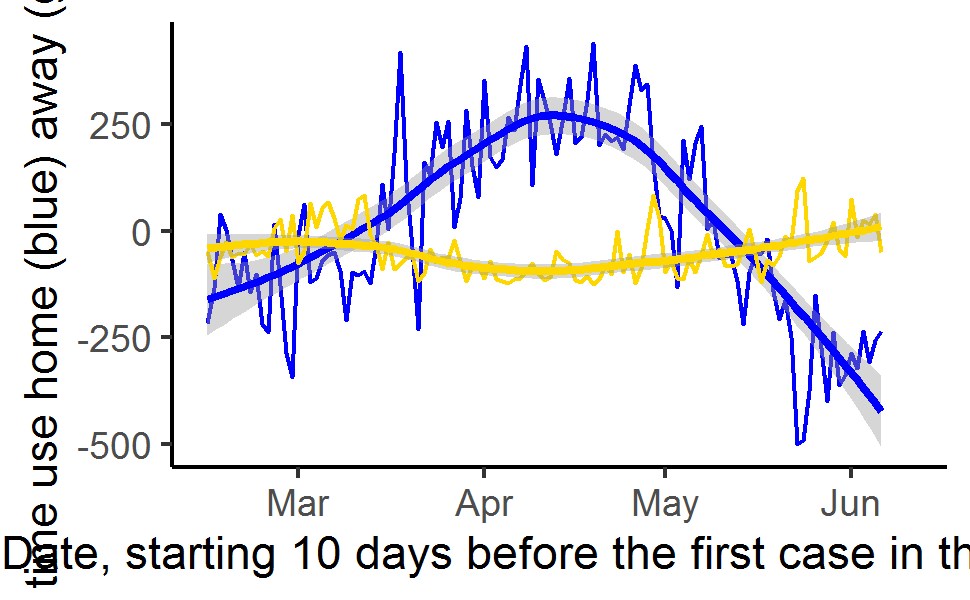 time use home (blue) away (
250
0
-250
-500
Mar Apr May Jun
Date, starting 10 days before the first case in th